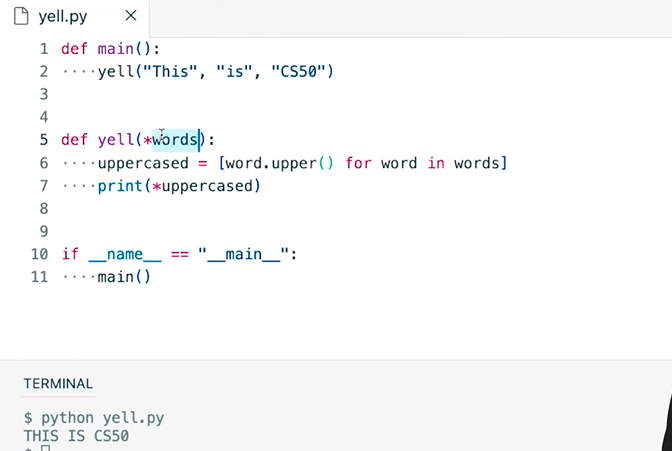 yell.py
1 def main():
2 ····yell("This", "is", "CS50")
3
4
5 def yell(*words):
6 ····uppercased = [word.upper() for word in words]
7 ····print(*uppercased)
8
9
10 if __name__ == "__main__":
11 ····main()
TERMINAL
$ python yell.py
THIS IS CS50
$